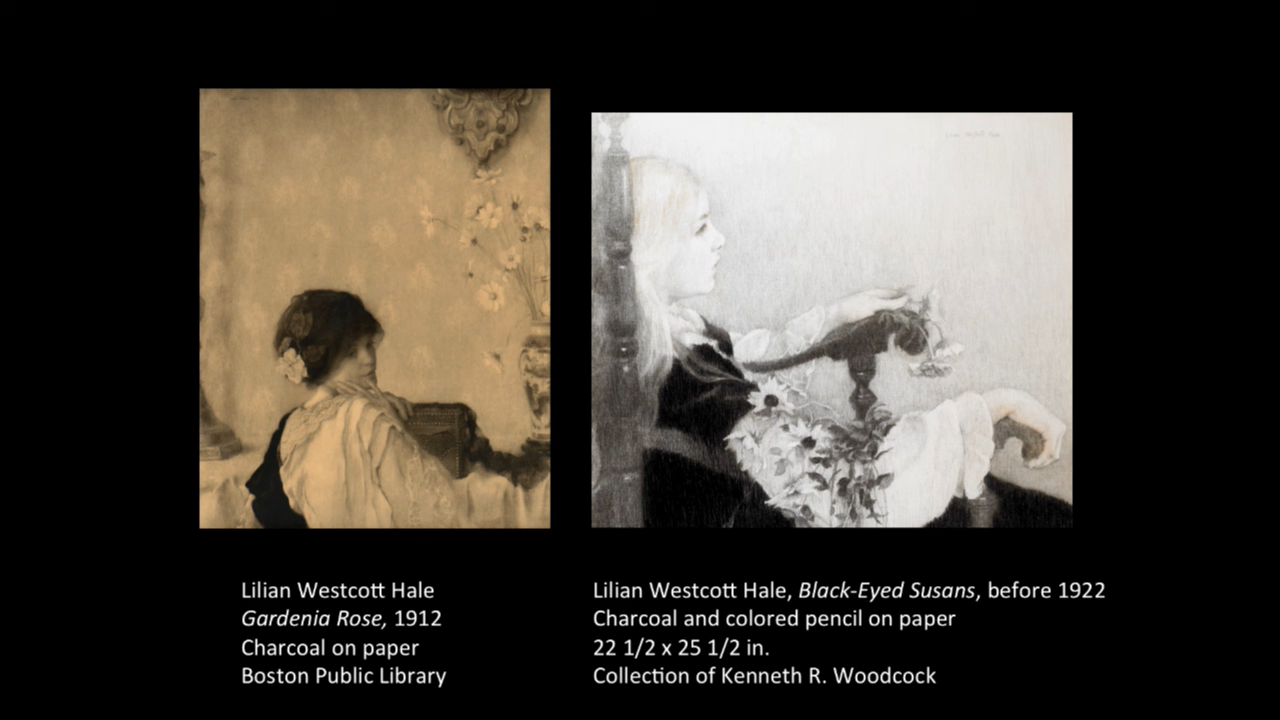 Lilian Westcott Hale
Gardenia Rose, 1912
Charcoal on paper
Boston Public Library
Lilian Westcott Hale, Black-Eyed Susans, before 1922
Charcoal and colored pencil on paper
22 1/2 x 25 1/2 in.
Collection of Kenneth R. Woodcock